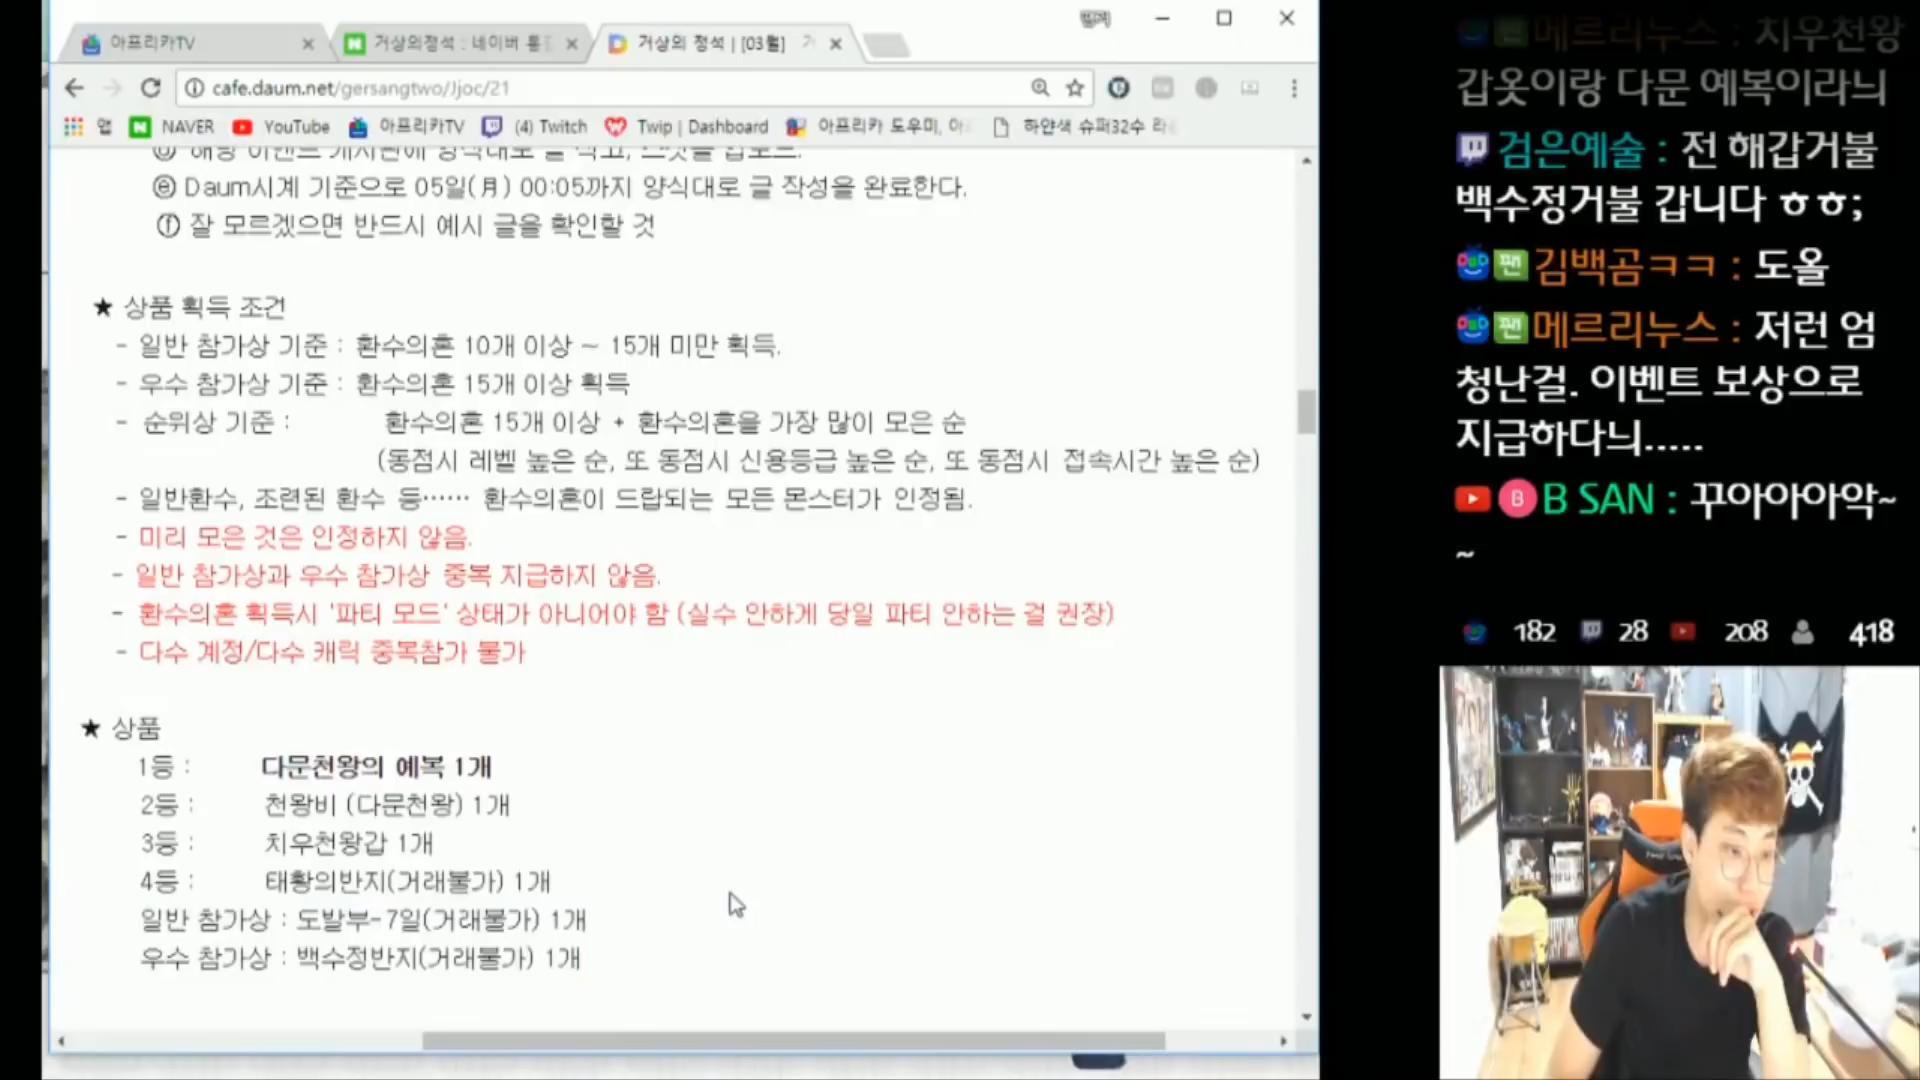 아프리카TV
거상의정석 : 네이버 통
거상의 정석 | [03월]
cafe.daum.net/gersangtwo/Jjoc/21
앱 NAVER YouTube 아프리카TV (4) Twitch Twip | Dashboard 아프리카 도우미, 아 하얀색 슈퍼32수 라
ⓔ Daum시계 기준으로 05일(月) 00:05까지 양식대로 글 작성을 완료한다.
ⓕ 잘 모르겠으면 반드시 예시 글을 확인할 것
★ 상품 획득 조건
- 일반 참가상 기준 : 환수의혼 10개 이상 ~ 15개 미만 획득.
- 우수 참가상 기준 : 환수의혼 15개 이상 획득
- 순위상 기준 : 환수의혼 15개 이상 + 환수의혼을 가장 많이 모은 순
(동점시 레벨 높은 순, 또 동점시 신용등급 높은 순, 또 동점시 접속시간 높은 순)
- 일반환수, 조련된 환수 등…… 환수의혼이 드랍되는 모든 몬스터가 인정됨.
- 미리 모은 것은 인정하지 않음.
- 일반 참가상과 우수 참가상 중복 지급하지 않음.
- 환수의혼 획득시 '파티 모드' 상태가 아니어야 함 (실수 안하게 당일 파티 안하는 걸 권장)
- 다수 계정/다수 캐릭 중복참가 불가
★ 상품
1등 : 다문천왕의 예복 1개
2등 : 천왕비 (다문천왕) 1개
3등 : 치우천왕갑 1개
4등 : 태황의반지(거래불가) 1개
일반 참가상 : 도발부-7일(거래불가) 1개
우수 참가상 : 백수정반지(거래불가) 1개
메르리누스 : 치우천왕
갑옷이랑 다문 예복이라늬
검은예술 : 전 해갑거불
백수정거불 갑니다 ㅎㅎ;
팬 김백곰ㅋㅋ : 도올
팬 메르리누스 : 저런 엄
청난걸. 이벤트 보상으로
지급하다늬.....
B B SAN : 꾸아아아악~
~
182 28 208 418